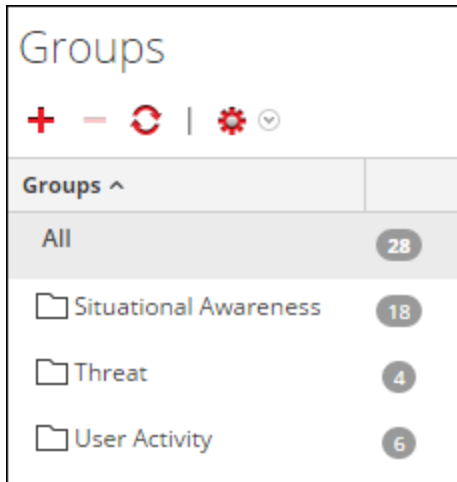 Groups
Groups
All 28
Situational Awareness 18
Threat 4
User Activity 6